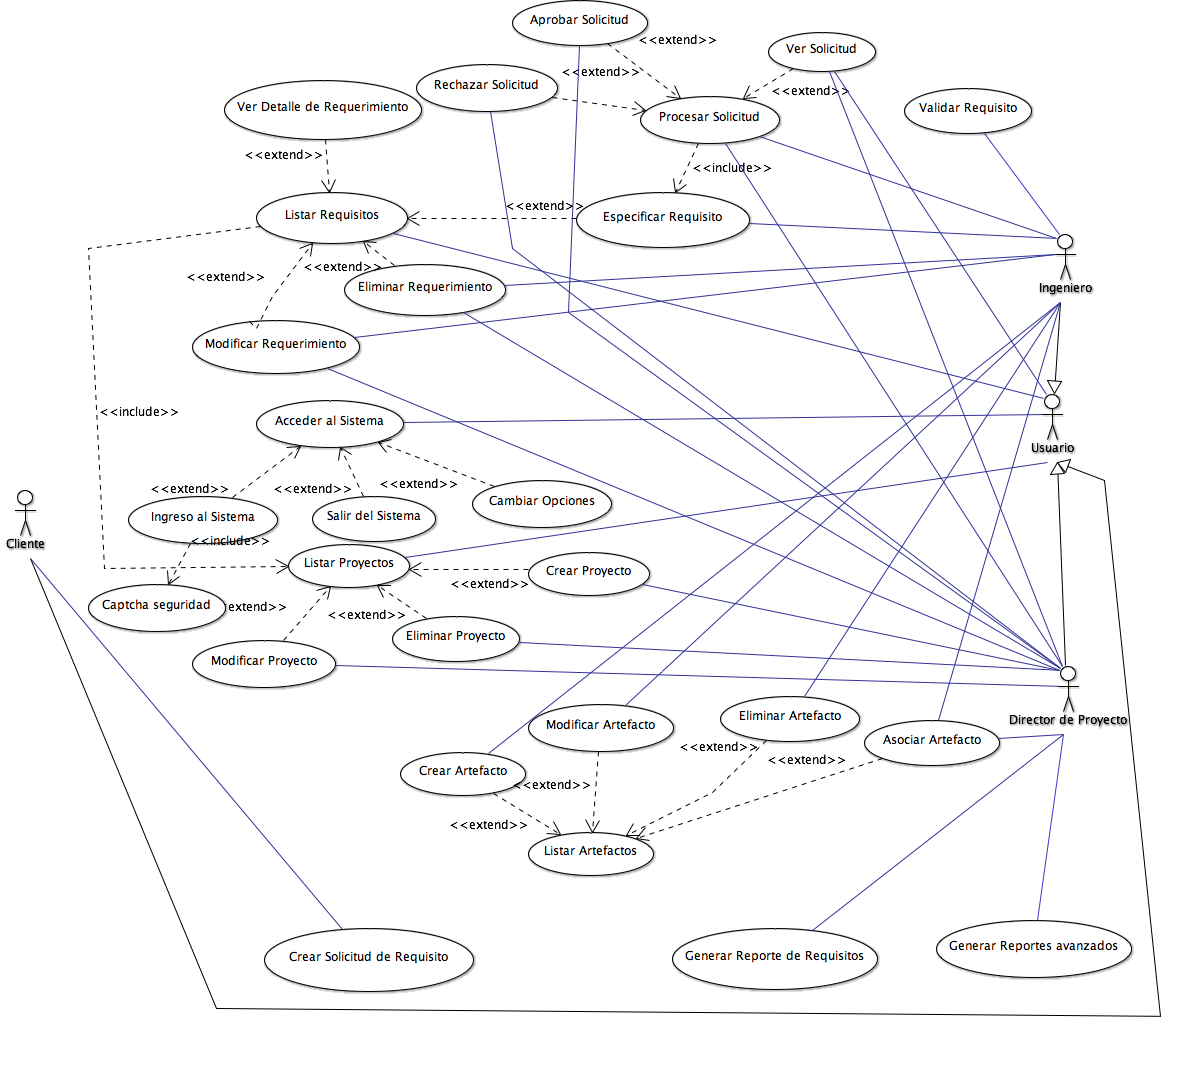 Aprobar Solicitud
<<extend>>
Ver Solicitud
<<extend>>
Rechazar Solicitud
<<extend>>
Ver Detalle de Requerimiento
Validar Requisito
Procesar Solicitud
<<extend>>
<<include>>
<<extend>>
Listar Requisitos
Especificar Requisito
<<extend>>
<<extend>>
Eliminar Requerimiento
Ingeniero
Modificar Requerimiento
<<include>>
Acceder al Sistema
Usuario
<<extend>>
<<extend>>
<<extend>>
Cambiar Opciones
Ingreso al Sistema
Salir del Sistema
Cliente
<<include>>
Listar Proyectos
Crear Proyecto
<<extend>>
Captcha seguridad
extend>>
<<extend>>
Eliminar Proyecto
Modificar Proyecto
Eliminar Artefacto
Director de Proyecto
Modificar Artefacto
Asociar Artefacto
<<extend>>
<<extend>>
Crear Artefacto
<<extend>>
<<extend>>
Listar Artefactos
Generar Reportes avanzados
Crear Solicitud de Requisito
Generar Reporte de Requisitos